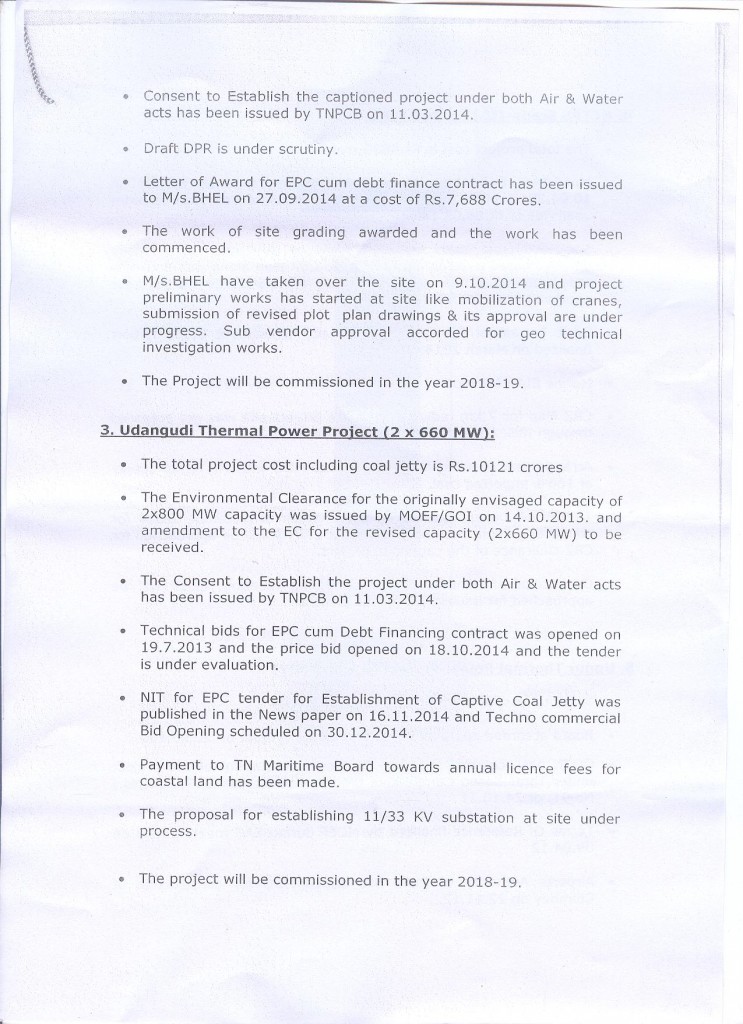 • Consent to Establish the captioned project under both Air & Water
acts has been issued by TNPCB on 11.03.2014.
• Draft DPR is under scrutiny.
• Letter of Award for EPC cum debt finance contract has been issued
to M/s.BHEL on 27.09.2014 at a cost of Rs.7,688 Crores.
• The work of site grading awarded and the work has been
commenced.
• M/s.BHEL have taken over the site on 9.10.2014 and project
preliminary works has started at site like mobilization of cranes,
submission of revised plot plan drawings & its approval are under
progress. Sub vendor approval accorded for geo technical
investigation works.
• The Project will be commissioned in the year 2018-19.
3. Udangudi Thermal Power Project (2 x 660 MW):
• The total project cost including coal jetty is Rs.10121 crores
• The Environmental Clearance for the originally envisaged capacity of
2x800 MW capacity was issued by MOEF/GOI on 14.10.2013. and
amendment to the EC for the revised capacity (2x660 MW) to be
received.
• The Consent to Establish the project under both Air & Water acts
has been issued by TNPCB on 11.03.2014.
• Technical bids for EPC cum Debt Financing contract was opened on
19.7.2013 and the price bid opened on 18.10.2014 and the tender
is under evaluation.
• NIT for EPC tender for Establishment of Captive Coal Jetty was
published in the News paper on 16.11.2014 and Techno commercial
Bid Opening scheduled on 30.12.2014.
• Payment to TN Maritime Board towards annual licence fees for
coastal land has been made.
• The proposal for establishing 11/33 KV substation at site under
process.
• The project will be commissioned in the year 2018-19.